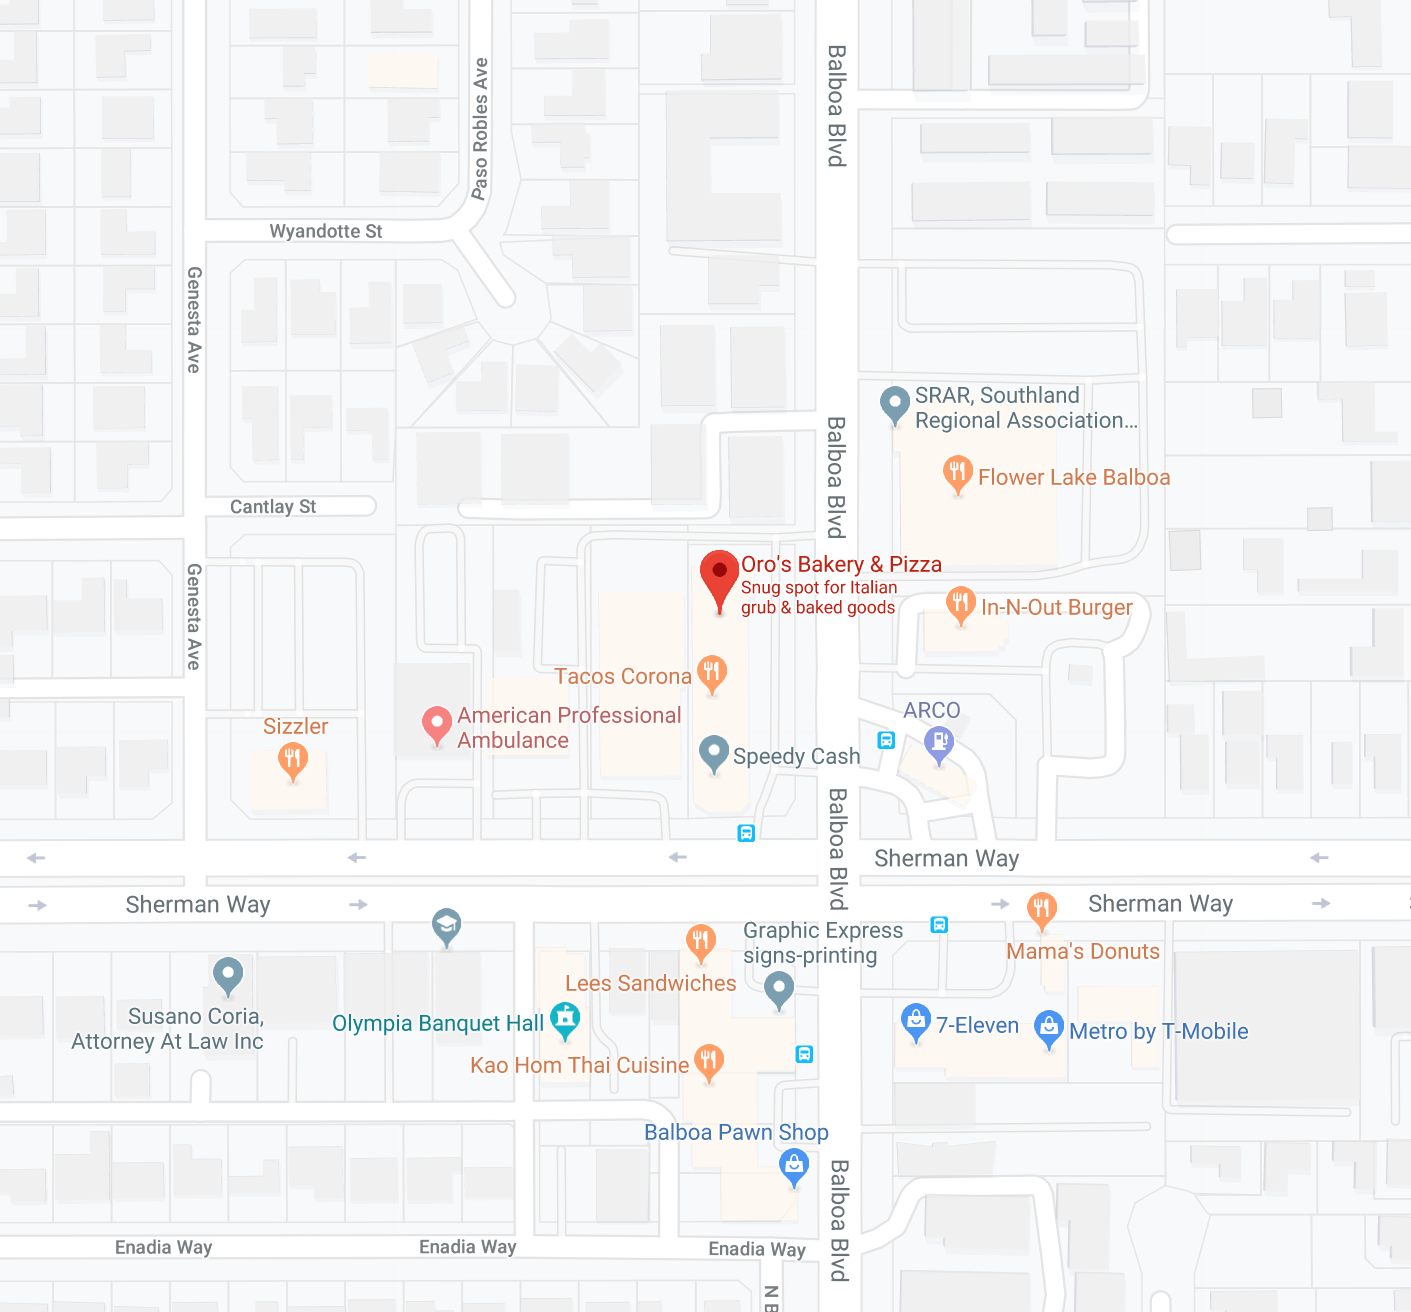 Paso Robles Ave
Balboa Blvd
Wyandotte St
Genesta Ave
SRAR, Southland
Regional Association...
Balboa Blvd
Flower Lake Balboa
Cantlay St
Oro's Bakery & Pizza
Snug spot for Italian
grub & baked goods
Genesta Ave
In-N-Out Burger
Tacos Corona
American Professional
Ambulance
ARCO
Sizzler
Speedy Cash
Balboa Blvd
Sherman Way
Sherman Way
Sherman Way
Graphic Express
signs-printing
Mama's Donuts
Lees Sandwiches
Susano Coria,
Attorney At Law Inc
Olympia Banquet Hall
7-Eleven
Metro by T-Mobile
Kao Hom Thai Cuisine
Balboa Pawn Shop
Balboa Blvd
Enadia Way
Enadia Way
Enadia Way